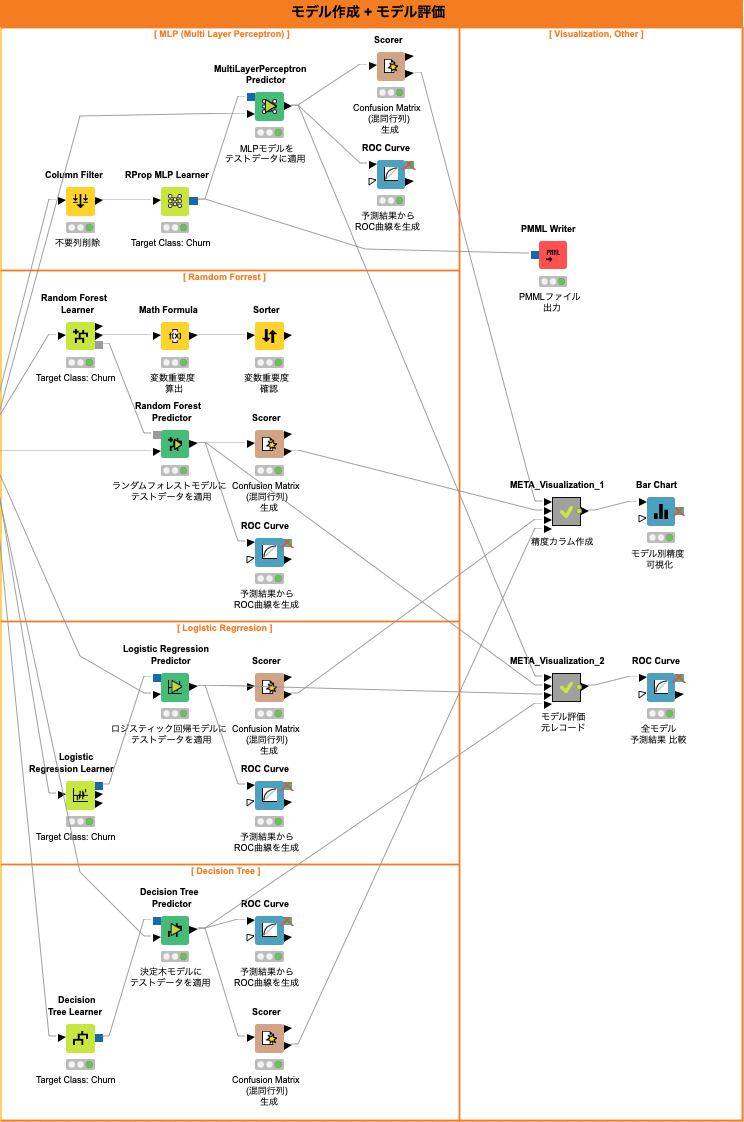 モデル作成 + モデル評価
[ MLP (Multi Layer Perceptron) ]
[ Visualization, Other ]
Scorer
Confusion Matrix
(混同行列)
生成
MultiLayerPerceptron
Predictor
MLPモデルを
テストデータに適用
ROC Curve
予測結果から
ROC曲線を生成
Column Filter
不要列削除
RProp MLP Learner
Target Class: Churn
PMML Writer
PMML
PMMLファイル
出力
[ Ramdom Forrest ]
Random Forest
Learner
Target Class: Churn
Math Formula
f(x)
変数重要度
算出
Sorter
変数重要度
確認
Random Forest
Predictor
ランダムフォレストモデルに
テストデータを適用
Scorer
Confusion Matrix
(混同行列)
生成
ROC Curve
予測結果から
ROC曲線を生成
META_Visualization_1
精度カラム作成
Bar Chart
モデル別精度
可視化
[ Logistic Regrresion ]
Logistic Regression
Predictor
ロジスティック回帰モデルに
テストデータを適用
Scorer
Confusion Matrix
(混同行列)
生成
META_Visualization_2
モデル評価
元レコード
ROC Curve
全モデル
予測結果 比較
Logistic
Regression Learner
Target Class: Churn
ROC Curve
予測結果から
ROC曲線を生成
[ Decision Tree ]
Decision Tree
Predictor
決定木モデルに
テストデータを適用
ROC Curve
予測結果から
ROC曲線を生成
Decision
Tree Learner
Target Class: Churn
Scorer
Confusion Matrix
(混同行列)
生成